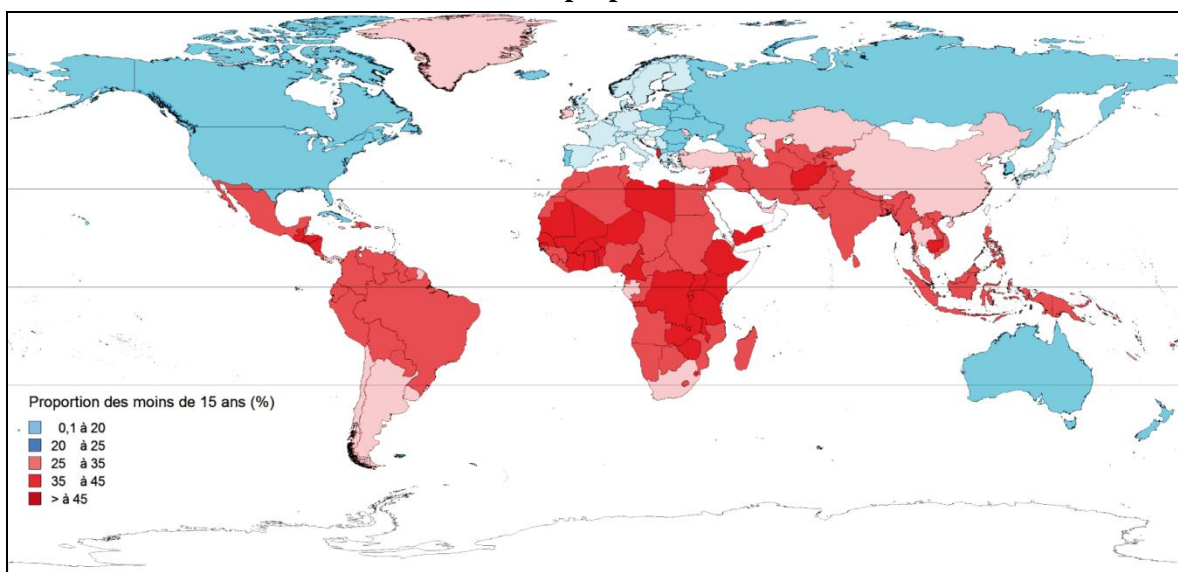 Proportion des moins de 15 ans (%)
0,1 à 20
20 à 25
25 à 35
35 à 45
> à 45